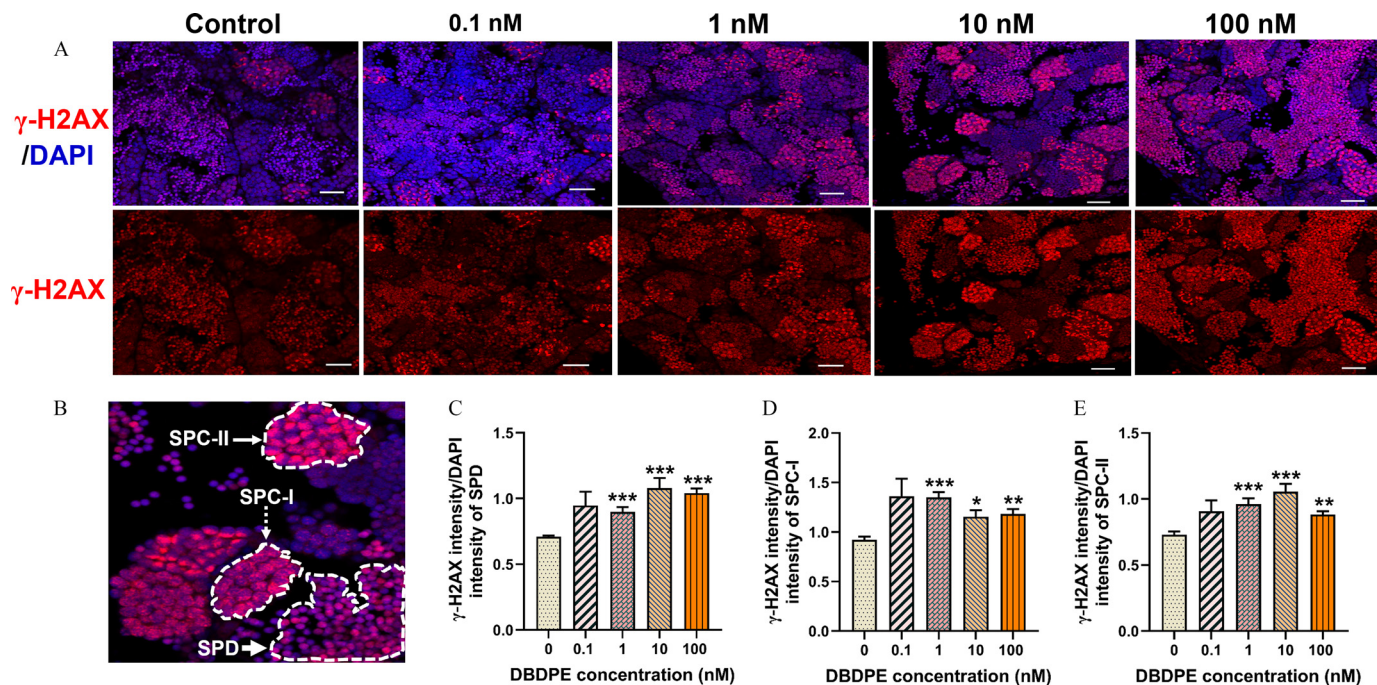 Control 0.1 nM 1 nM 10 nM 100 nM
A
γ-H2AX
/DAPI
γ-H2AX
B
SPC-II
SPC-I
SPD
C
γ-H2AX intensity/DAPI
intensity of SPD
1.5
1.0
0.5
0.0
***
***
***
0 0.1 1 10 100
DBDPE concentration (nM)
D
γ-H2AX intensity/DAPI
intensity of SPC-I
2.0
1.5
1.0
0.5
0.0
***
*
**
0 0.1 1 10 100
DBDPE concentration (nM)
E
γ-H2AX intensity/DAPI
intensity of SPC-II
1.5
1.0
0.5
0.0
***
***
**
0 0.1 1 10 100
DBDPE concentration (nM)